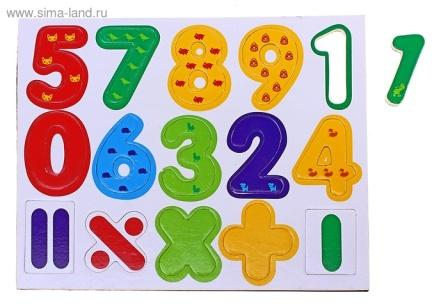 www.sima-land.ru
5 7 8 9 1 1
0 6 3 2 4
= ÷ × + -